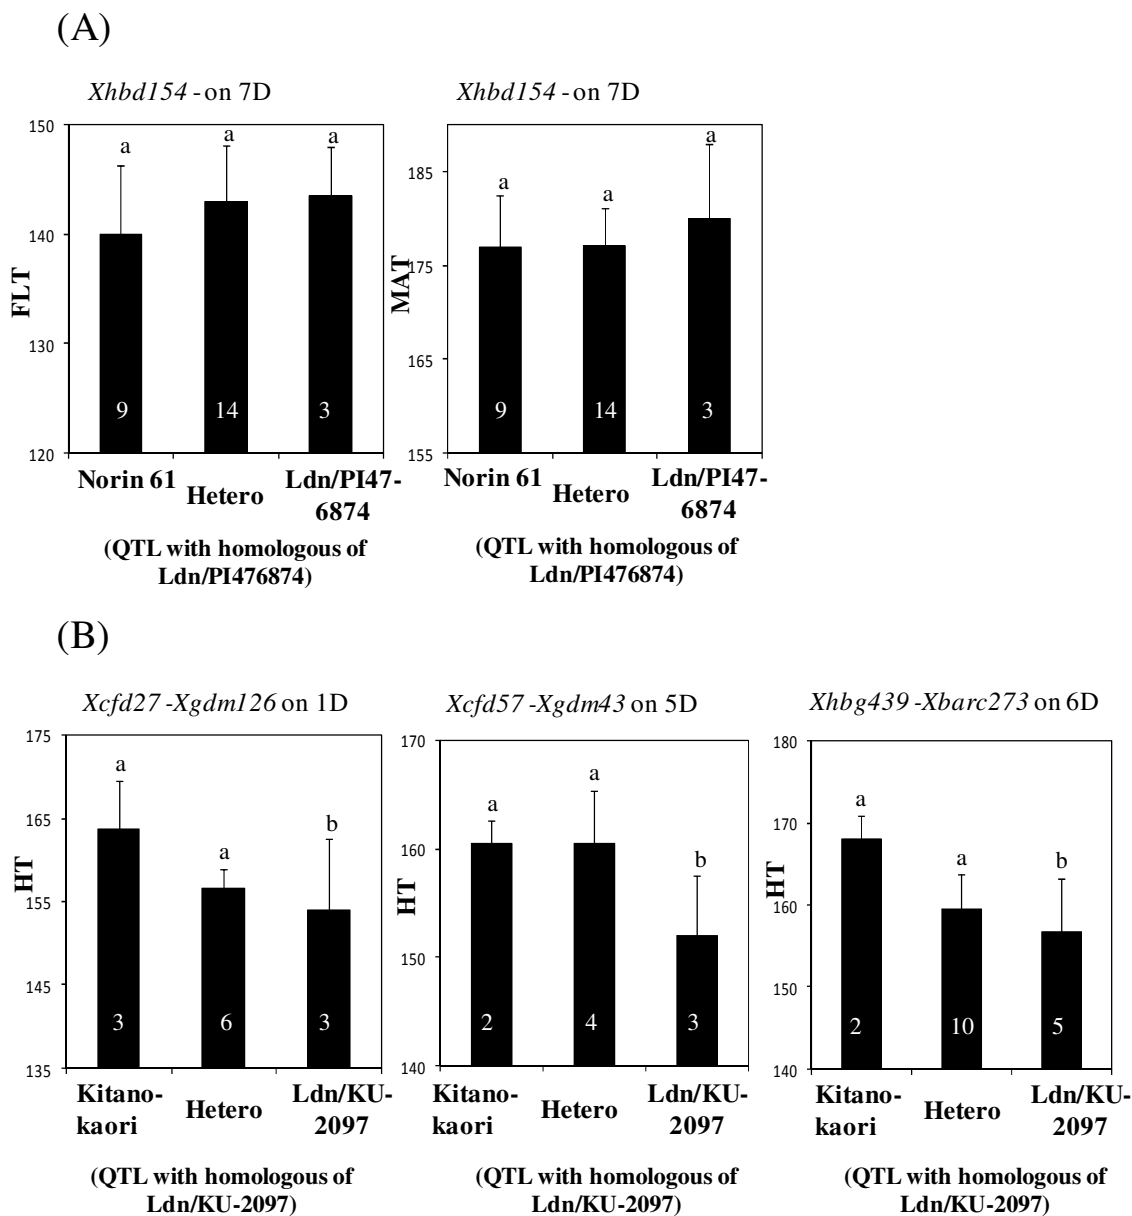 (A)
Xhbd154 - on 7D
150
140
130
120
FLT
a
a
a
9
14
3
Norin 61
Hetero
Ldn/PI47-
6874
(QTL with homologous of
Ldn/PI476874)
Xhbd154 - on 7D
185
175
165
155
MAT
a
a
a
9
14
3
Norin 61
Hetero
Ldn/PI47-
6874
(QTL with homologous of
Ldn/PI476874)
(B)
Xcfd27 -Xgdm126 on 1D
175
165
155
145
135
HT
a
a
b
3
6
3
Kitano-
kaori
Hetero
Ldn/KU-
2097
(QTL with homologous of
Ldn/KU-2097)
Xcfd57 -Xgdm43 on 5D
170
160
150
140
HT
a
a
b
2
4
3
Kitano-
kaori
Hetero
Ldn/KU-
2097
(QTL with homologous of
Ldn/KU-2097)
Xhbg439 -Xbarc273 on 6D
180
170
160
150
140
HT
a
a
b
2
10
5
Kitano-
kaori
Hetero
Ldn/KU-
2097
(QTL with homologous of
Ldn/KU-2097)